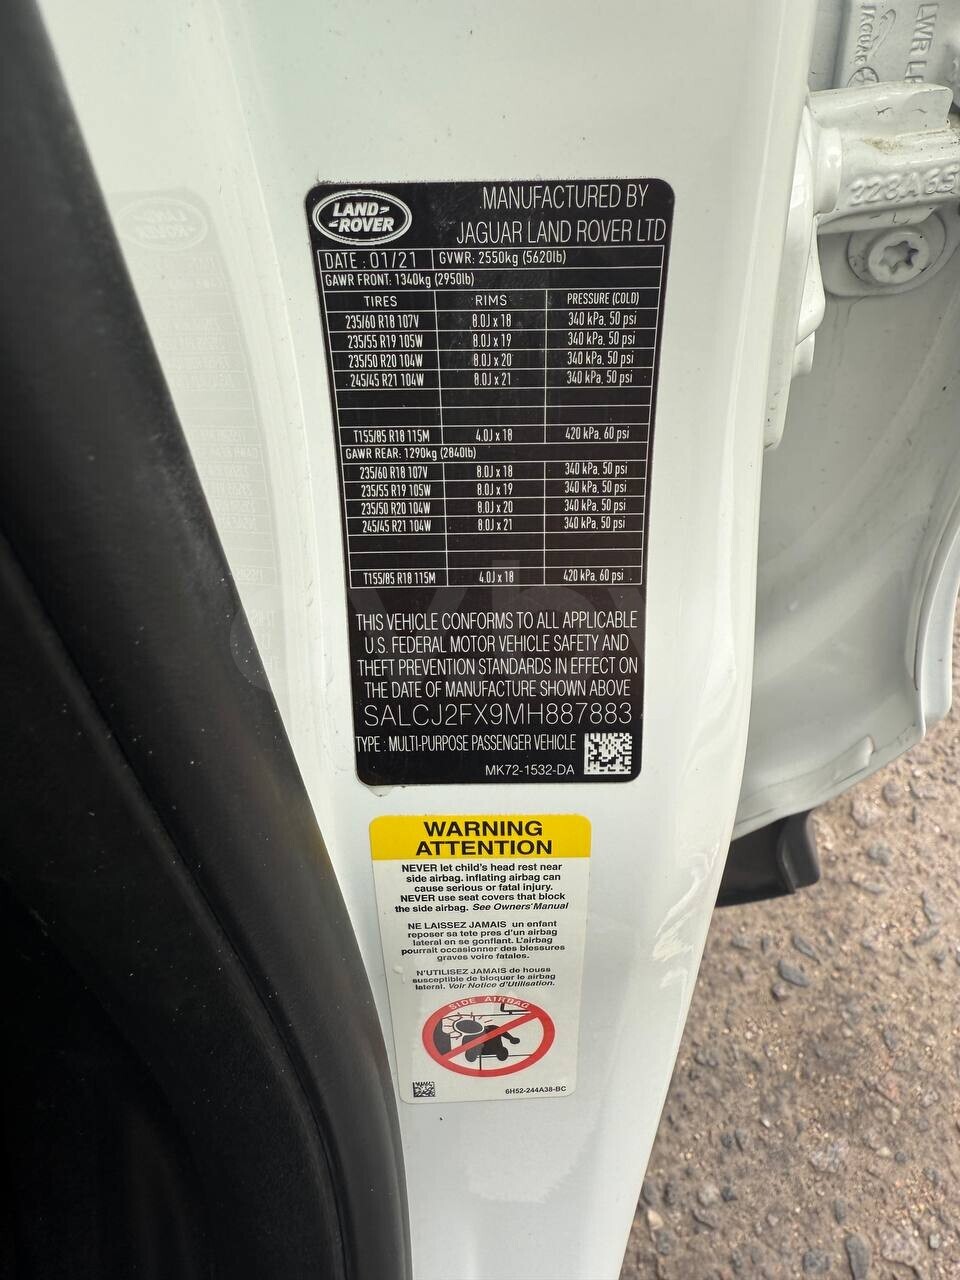 LWR LH
JAGUAR
228A65
LAND-
-ROVER
MANUFACTURED BY
JAGUAR LAND ROVER LTD
DATE : 01/21 GVWR: 2550kg (5620lb)
GAWR FRONT: 1340kg (2950lb)
TIRES RIMS PRESSURE (COLD)
235/60 R18 107V 8.0J x 18 340 kPa, 50 psi
235/55 R19 105W 8.0J x 19 340 kPa, 50 psi
235/50 R20 104W 8.0J x 20 340 kPa, 50 psi
245/45 R21 104W 8.0J x 21 340 kPa, 50 psi
T155/85 R18 115M 4.0J x 18 420 kPa, 60 psi
GAWR REAR: 1290kg (2840lb)
235/60 R18 107V 8.0J x 18 340 kPa, 50 psi
235/55 R19 105W 8.0J x 19 340 kPa, 50 psi
235/50 R20 104W 8.0J x 20 340 kPa, 50 psi
245/45 R21 104W 8.0J x 21 340 kPa, 50 psi
T155/85 R18 115M 4.0J x 18 420 kPa, 60 psi
THIS VEHICLE CONFORMS TO ALL APPLICABLE
U.S. FEDERAL MOTOR VEHICLE SAFETY AND
THEFT PREVENTION STANDARDS IN EFFECT ON
THE DATE OF MANUFACTURE SHOWN ABOVE
SALCJ2FX9MH887883
TYPE : MULTI-PURPOSE PASSENGER VEHICLE
MK72-1532-DA
WARNING
ATTENTION
NEVER let child's head rest near
side airbag. inflating airbag can
cause serious or fatal injury.
NEVER use seat covers that block
the side airbag. See Owners' Manual
NE LAISSEZ JAMAIS un enfant
reposer sa tete pres d'un airbag
lateral en se gonflant. L'airbag
pourrait occasionner des blessures
graves voire fatales.
N'UTILISEZ JAMAIS de houss
susceptible de bloquer le airbag
lateral. Voir Notice d'Utilisation.
SIDE AIRBAG
6H52-244A38-BC